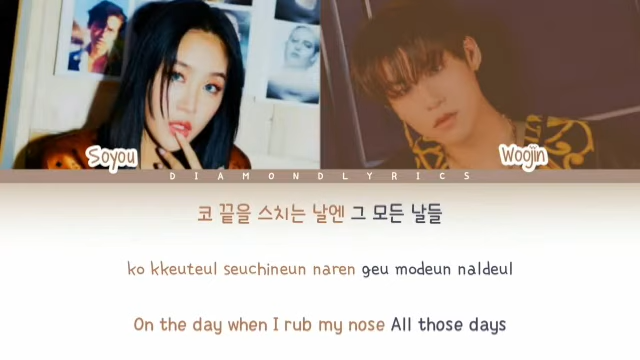 Soyou
Woojin
DIAMONDLYRICS
코 끝을 스치는 날엔 그 모든 날들
ko kkeuteul seuchineun naren geu modeun naldeul
On the day when I rub my nose All those days